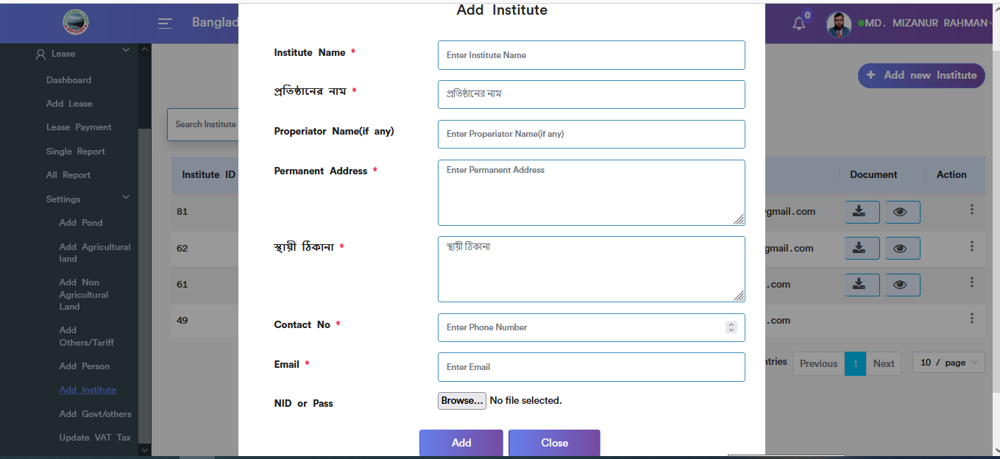 Add Institute
Banglad
0
MD. MIZANUR RAHMAN
Lease
Dashboard
Add Lease
Lease Payment
Single Report
All Report
Settings
Add Pond
Add Agricultural
land
Add Non
Agricultural
Land
Add
Others/Tariff
Add Person
Add Institute
Add Govt/others
Update VAT Tax
+ Add new Institute
Search Institute
Institute ID
Document
Action
81
gmail.com
62
gmail.com
61
.com
49
.com
ntries
Previous
1
Next
10 / page
Institute Name *
Enter Institute Name
প্রতিষ্ঠানের নাম *
প্রতিষ্ঠানের নাম
Properiator Name(if any)
Enter Properiator Name(if any)
Permanent Address *
Enter Permanent Address
স্থায়ী ঠিকানা *
স্থায়ী ঠিকানা
Contact No *
Enter Phone Number
Email *
Enter Email
NID or Pass
Browse... No file selected.
Add
Close